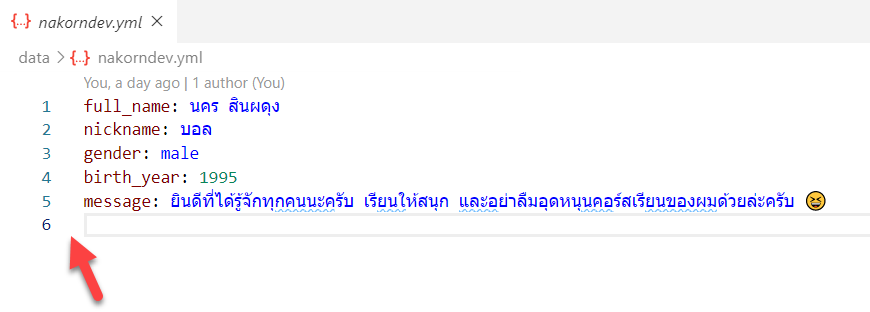 {..} nakorndev.yml ×
data > {..} nakorndev.yml
You, a day ago | 1 author (You)
1 full_name: นคร สินผดุง
2 nickname: บอล
3 gender: male
4 birth_year: 1995
5 message: ยินดีที่ได้รู้จักทุกคนนะครับ เรียนให้สนุก และอย่าลืมอุดหนุนคอร์สเรียนของผมด้วยล่ะครับ 😆
6